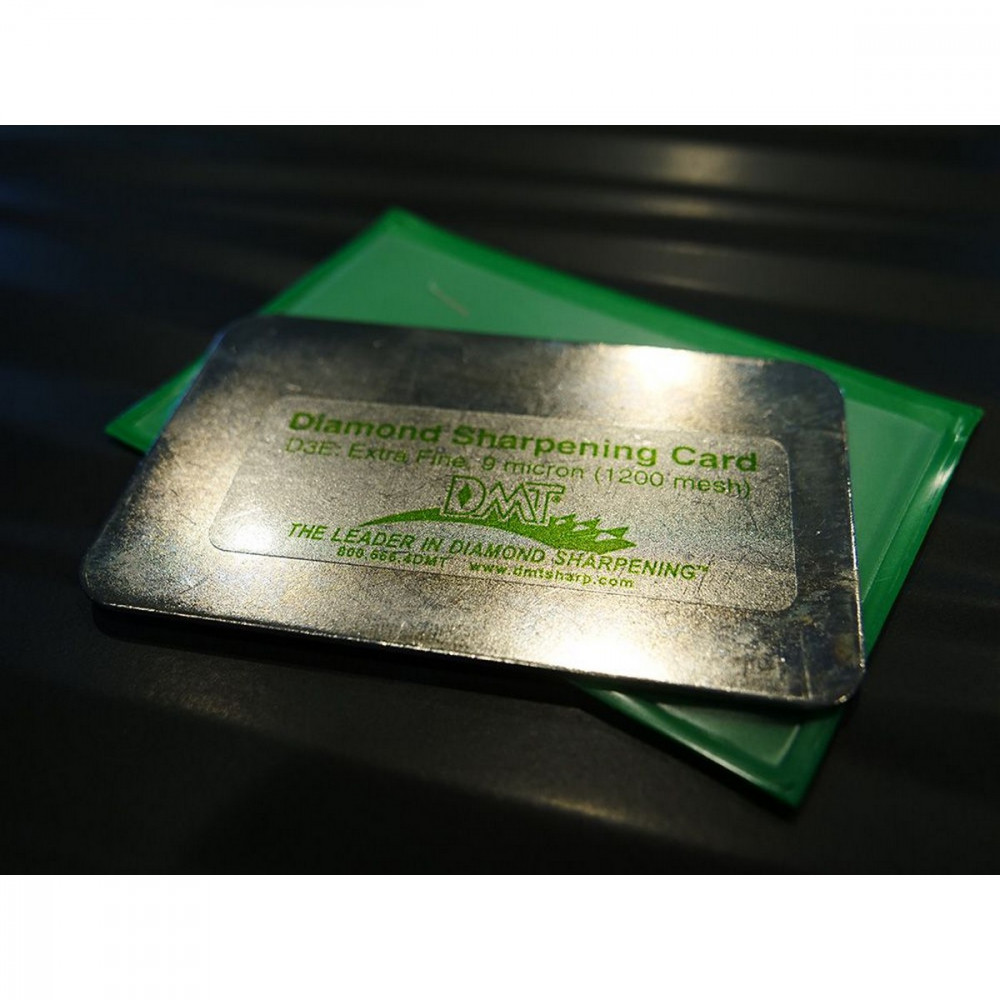 Diamond Sharpening Card
D3E: Extra Fine, 9 micron (1200 mesh)
DMT
THE LEADER IN DIAMOND SHARPENING™
800.666.4DMT www.dmtsharp.com